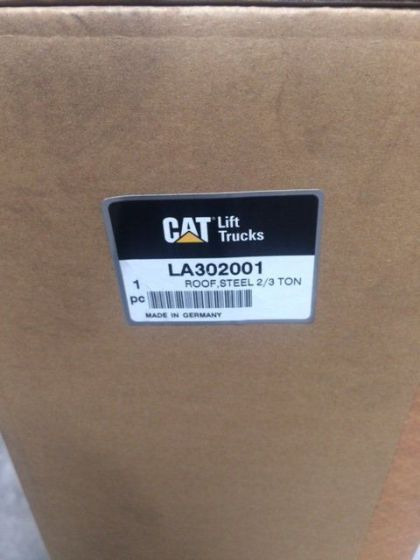 CAT Lift
Trucks
LA302001
1 ROOF,STEEL 2/3 TON
pc
MADE IN GERMANY